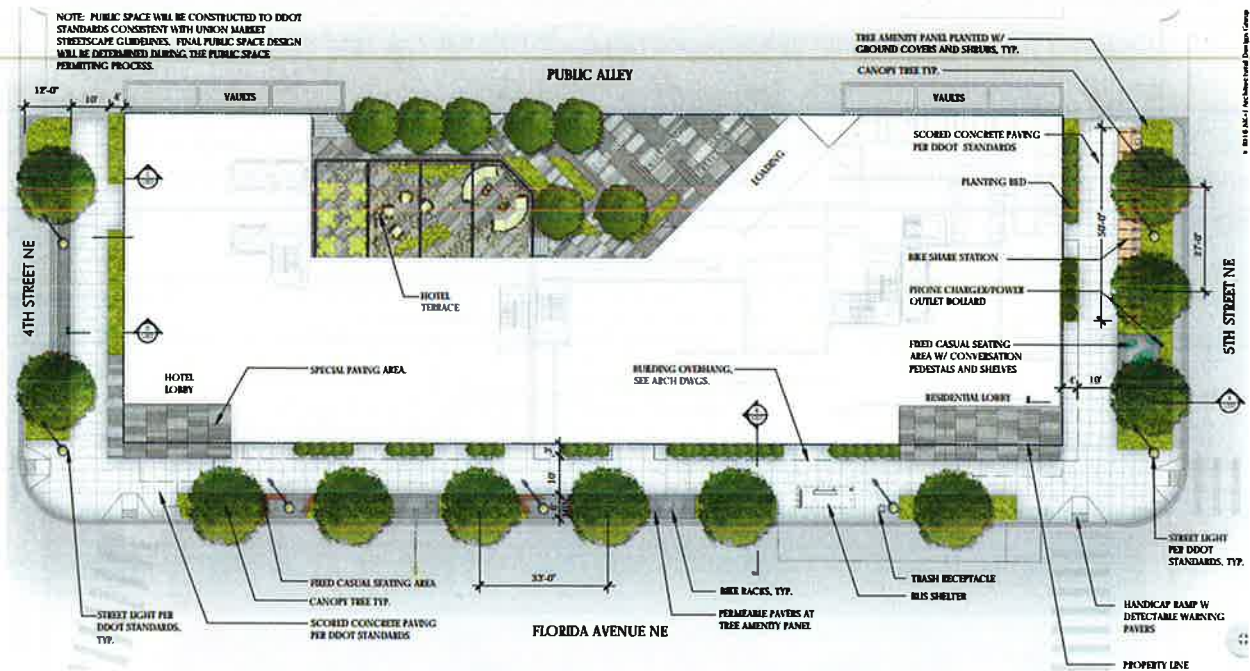 NOTE: PUBLIC SPACE WILL BE CONSTRUCTED TO DDOT
STANDARDS CONSISTENT WITH UNION MARKET
STREETSCAPE GUIDELINES. FINAL PUBLIC SPACE DESIGN
WILL BE DETERMINED DURING THE PUBLIC SPACE
PERMITTING PROCESS.
TREE AMENITY PANEL PLANTED W/
GROUND COVERS AND SHRUBS, TYP.
CANOPY TREE TYP.
PUBLIC ALLEY
VAULTS
VAULTS
12'-0"
10'
SCORED CONCRETE PAVING
PER DDOT STANDARDS
LOADING
PLANTING BED
50'-0"
27'-0"
BIKE SHARE STATION
PHONE CHARGER/POWER
OUTLET BOLLARD
4TH STREET NE
5TH STREET NE
HOTEL
TERRACE
FIXED CASUAL SEATING
AREA W/ CONVERSATION
PEDESTALS AND SHELVES
HOTEL
LOBBY
SPECIAL PAVING AREA.
BUILDING OVERHANG,
SEE ARCH DWGS.
RESIDENTIAL LOBBY
10'
10'
33'-0"
STREET LIGHT
PER DDOT
STANDARDS, TYP.
FIXED CASUAL SEATING AREA
CANOPY TREE TYP.
SCORED CONCRETE PAVING
PER DDOT STANDARDS
STREET LIGHT PER
DDOT STANDARDS,
TYP.
BIKE RACKS, TYP.
PERMEABLE PAVERS AT
TREE AMENITY PANEL
TRASH RECEPTACLE
BUS SHELTER
HANDICAP RAMP W
DETECTABLE WARNING
PAVERS
FLORIDA AVENUE NE
PROPERTY LINE